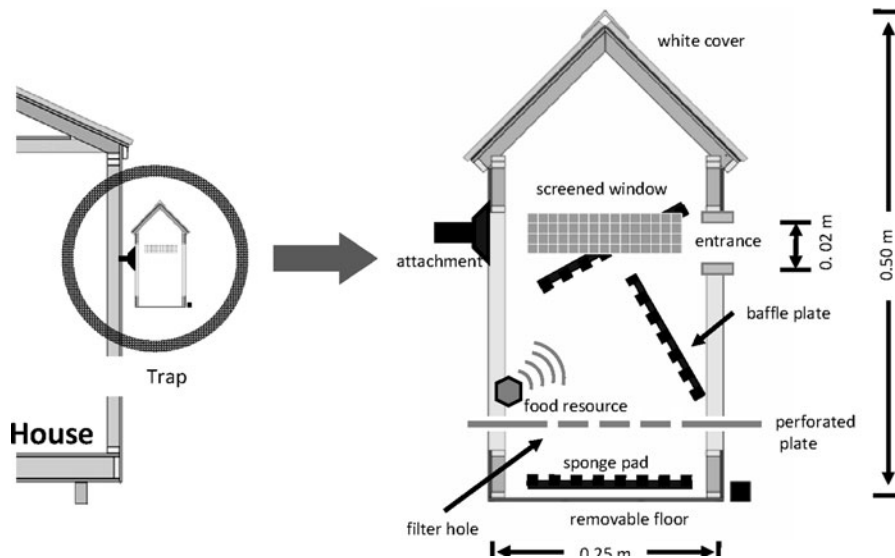 white cover
screened window
entrance
0.02 m
0.50 m
attachment
baffle plate
Trap
food resource
House
perforated
plate
sponge pad
filter hole
removable floor
0.25 m